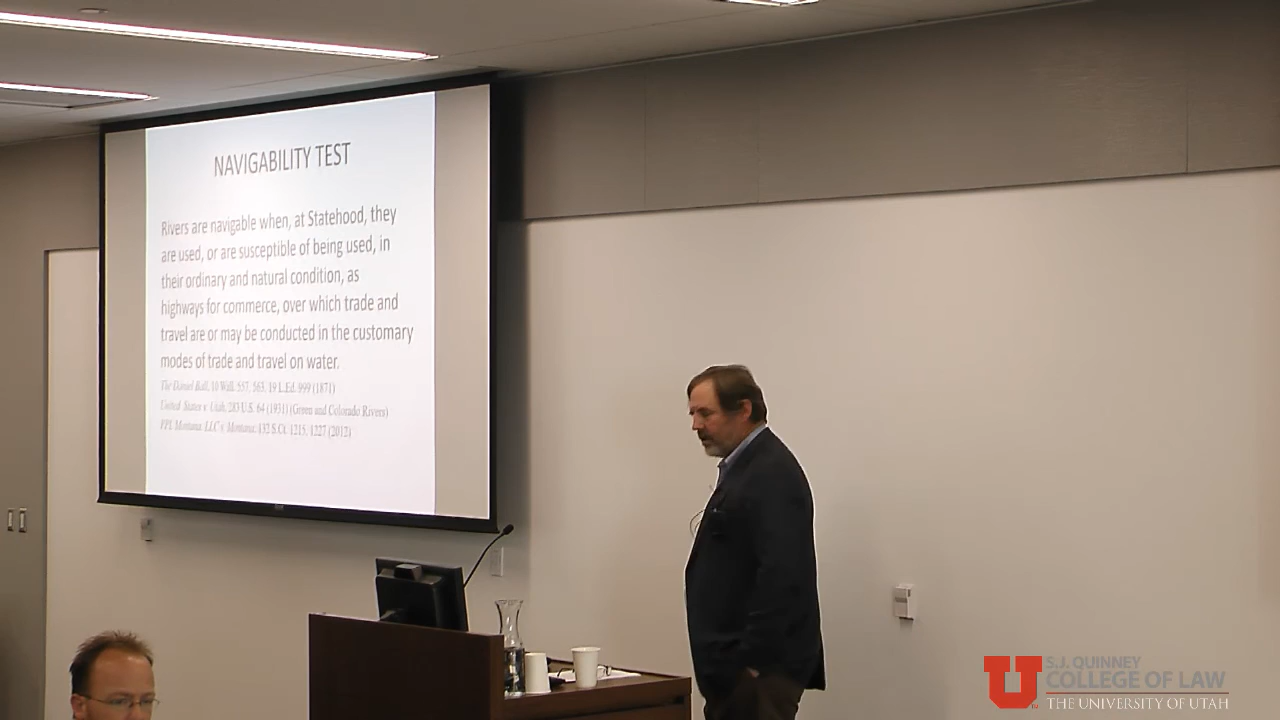 NAVIGABILITY TEST
Rivers are navigable when, at Statehood, they
are used, or are susceptible of being used, in
their ordinary and natural condition, as
highways for commerce, over which trade and
travel are or may be conducted in the customary
modes of trade and travel on water.
The Daniel Ball, 10 Wall. 557, 563, 19 L.Ed. 999 (1871)
United States v. Utah, 283 U.S. 64 (1931) (Green and Colorado Rivers)
PPL Montana, LLC v. Montana, 132 S.Ct. 1215, 1227 (2012)
U
S.J. QUINNEY
COLLEGE OF LAW
THE UNIVERSITY OF UTAH